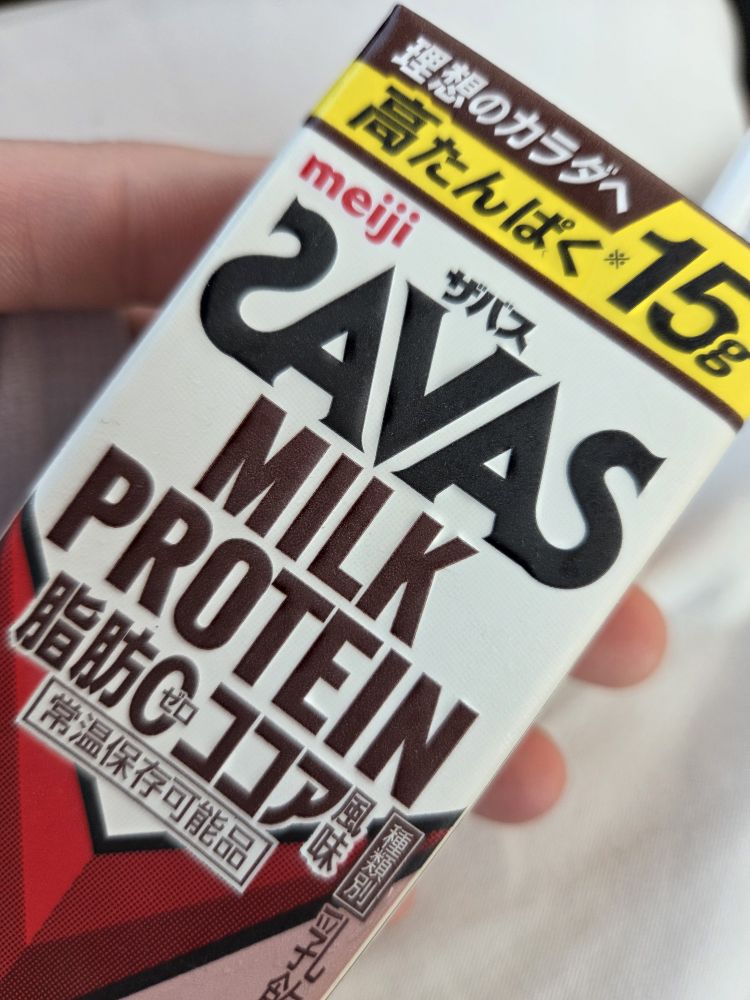 理想のカラダへ
高たんぱく※15g
meiji
ザバス
SAVAS
MILK
PROTEIN
脂肪0ゼロ ココア風味
常温保存可能品
種類別